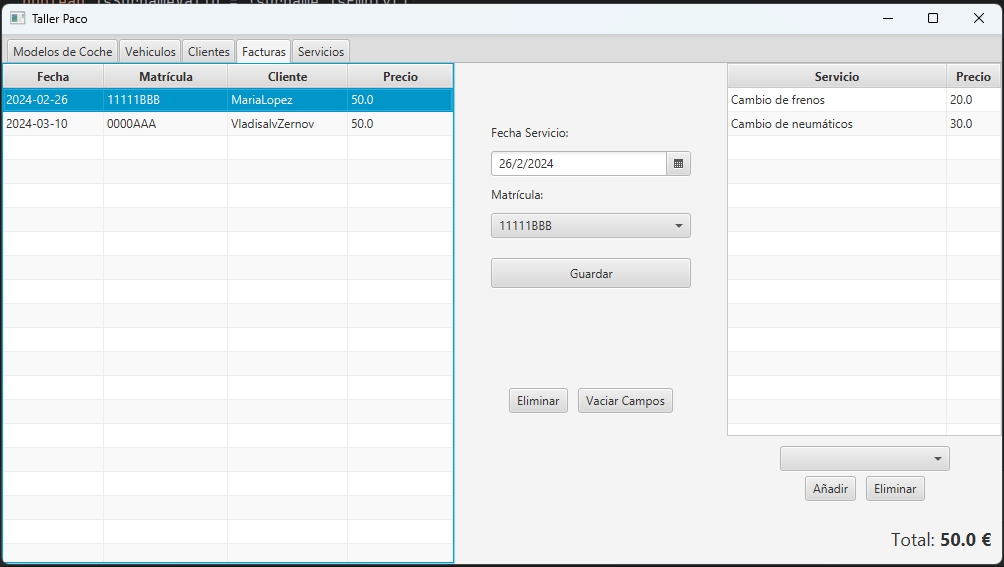 Taller Paco
Modelos de Coche Vehiculos Clientes Facturas Servicios
Fecha Matrícula Cliente Precio
2024-02-26 11111BBB MariaLopez 50.0
2024-03-10 0000AAA VladisalvZernov 50.0
Fecha Servicio:
26/2/2024
Matrícula:
11111BBB
Guardar
Eliminar Vaciar Campos
Servicio Precio
Cambio de frenos 20.0
Cambio de neumáticos 30.0
Añadir Eliminar
Total: 50.0 €